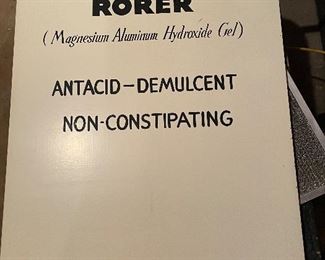 RORER
(Magnesium Aluminum Hydroxide Gel)
ANTACID-DEMULCENT
NON-CONSTIPATING